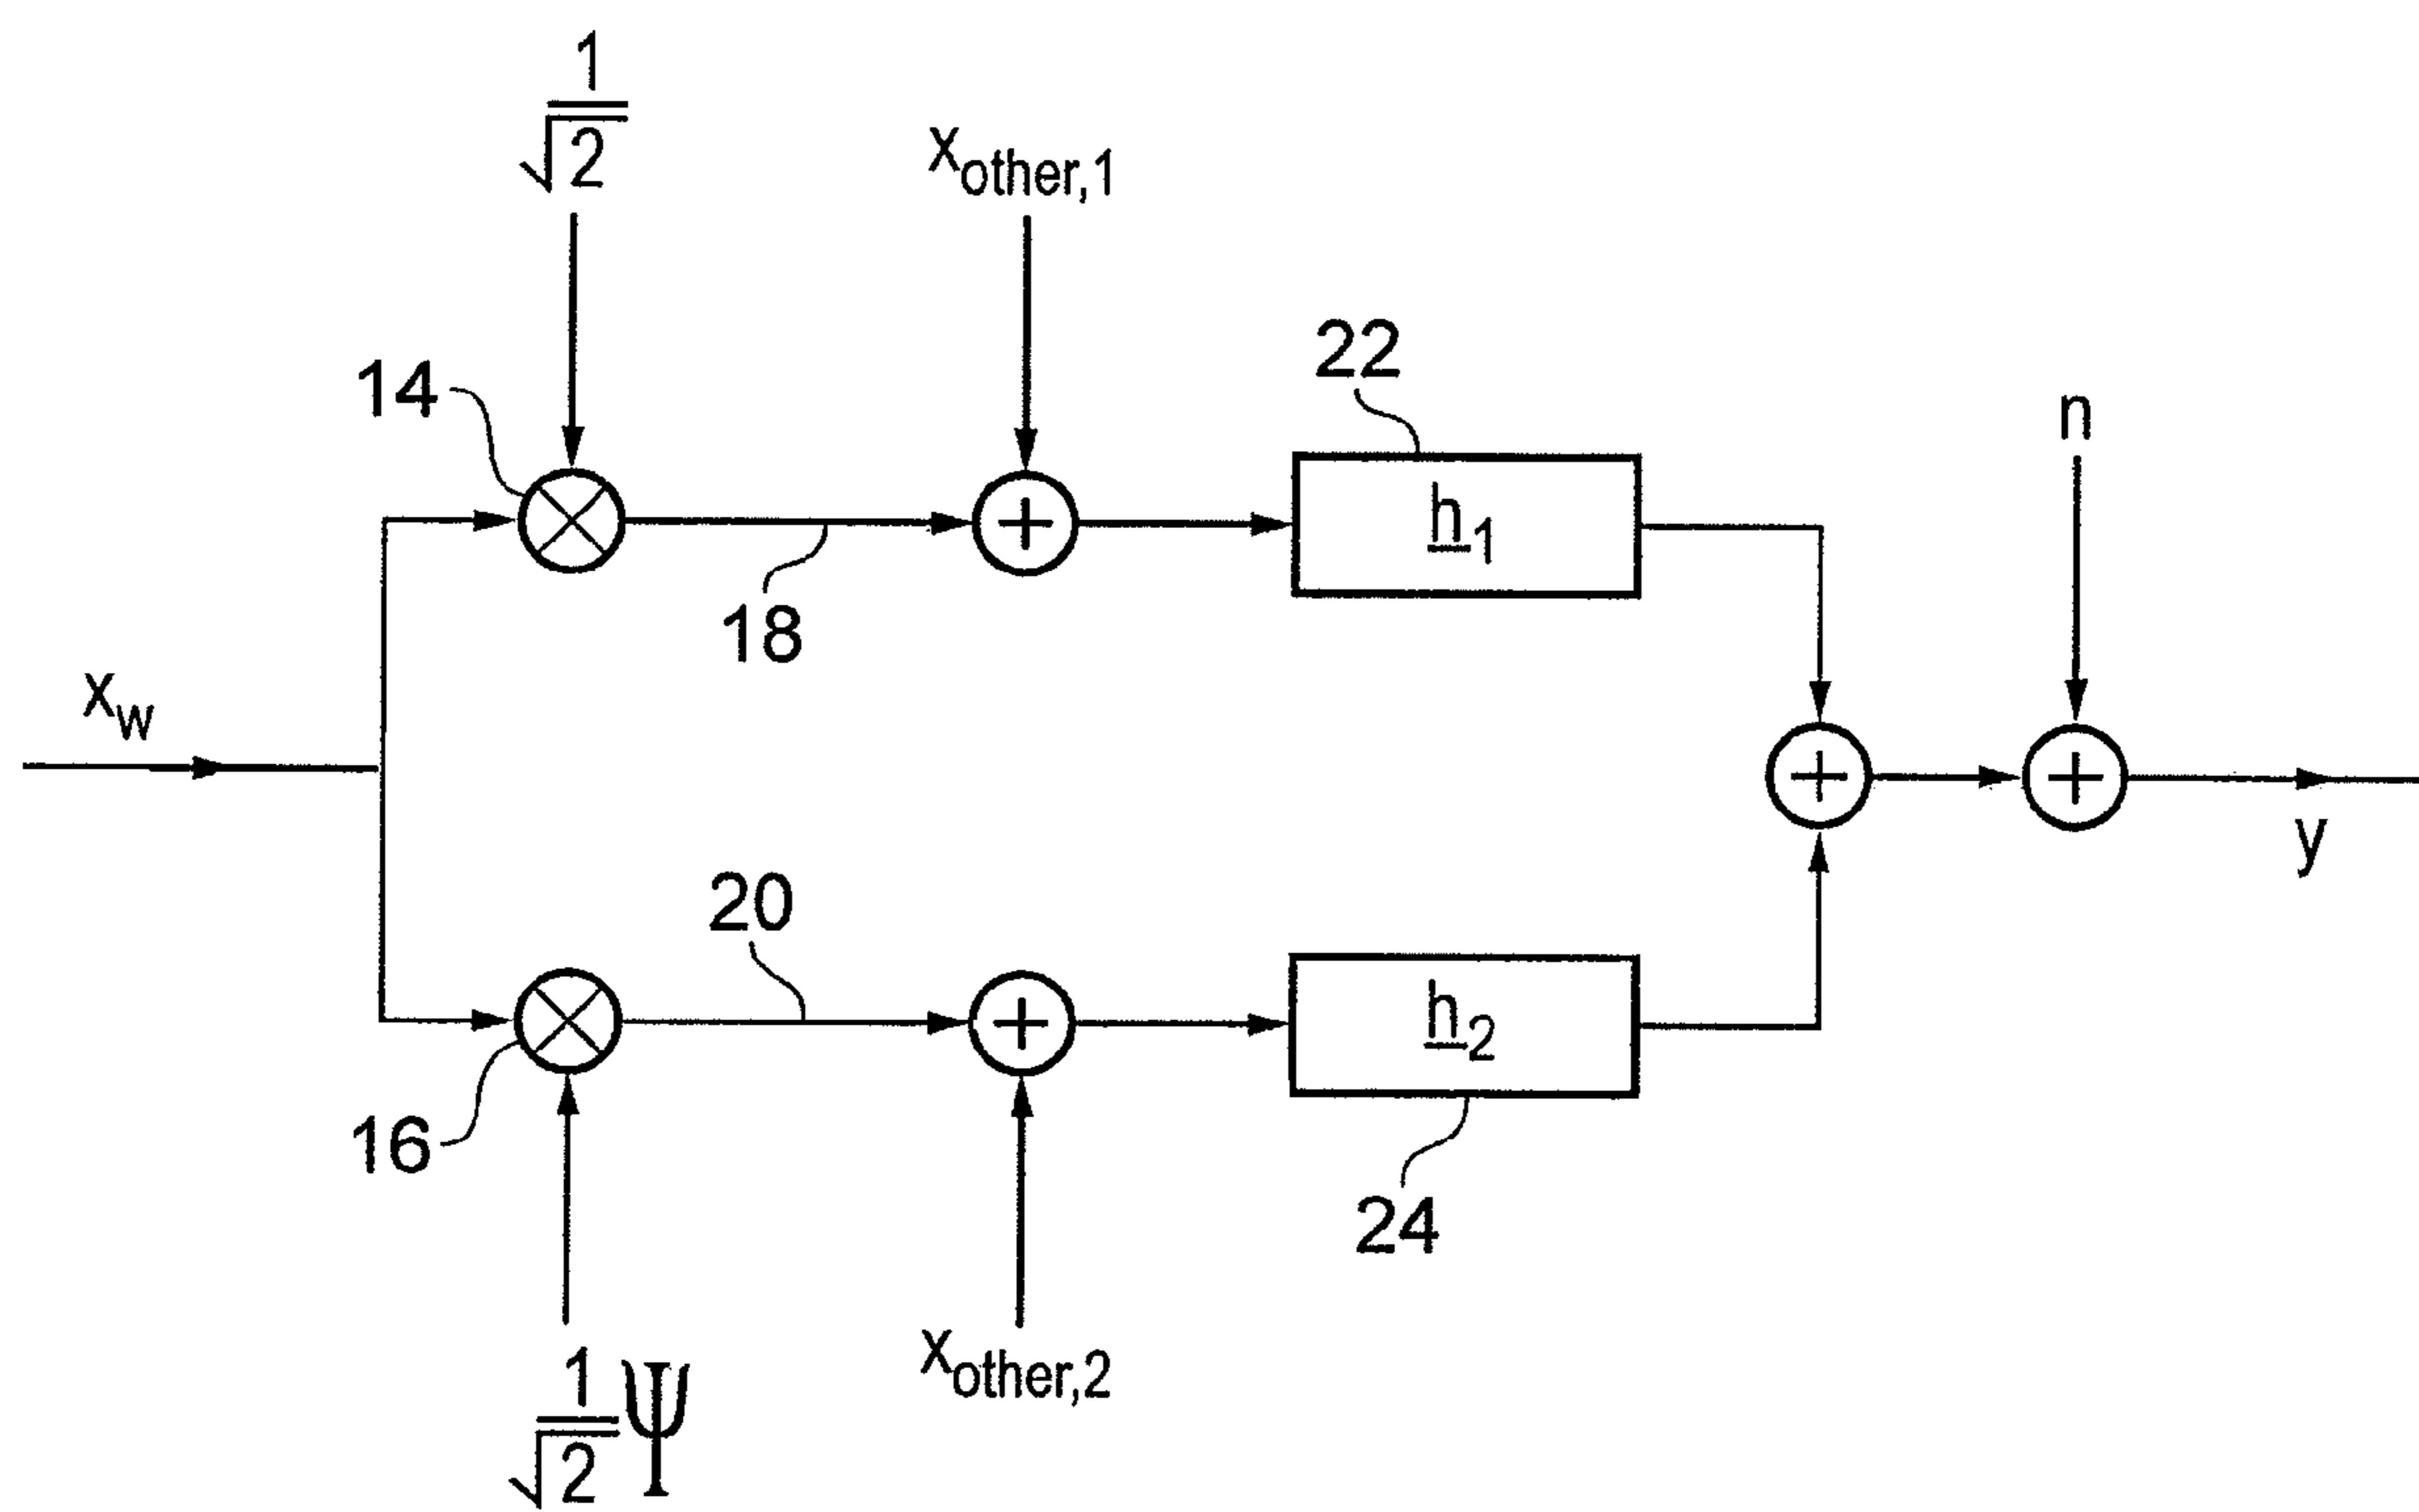 1
√2
x_other,1
14
22
n
h_1
18
x_w
y
20
h_2
16
24
x_other,2
1
√2 Ψ